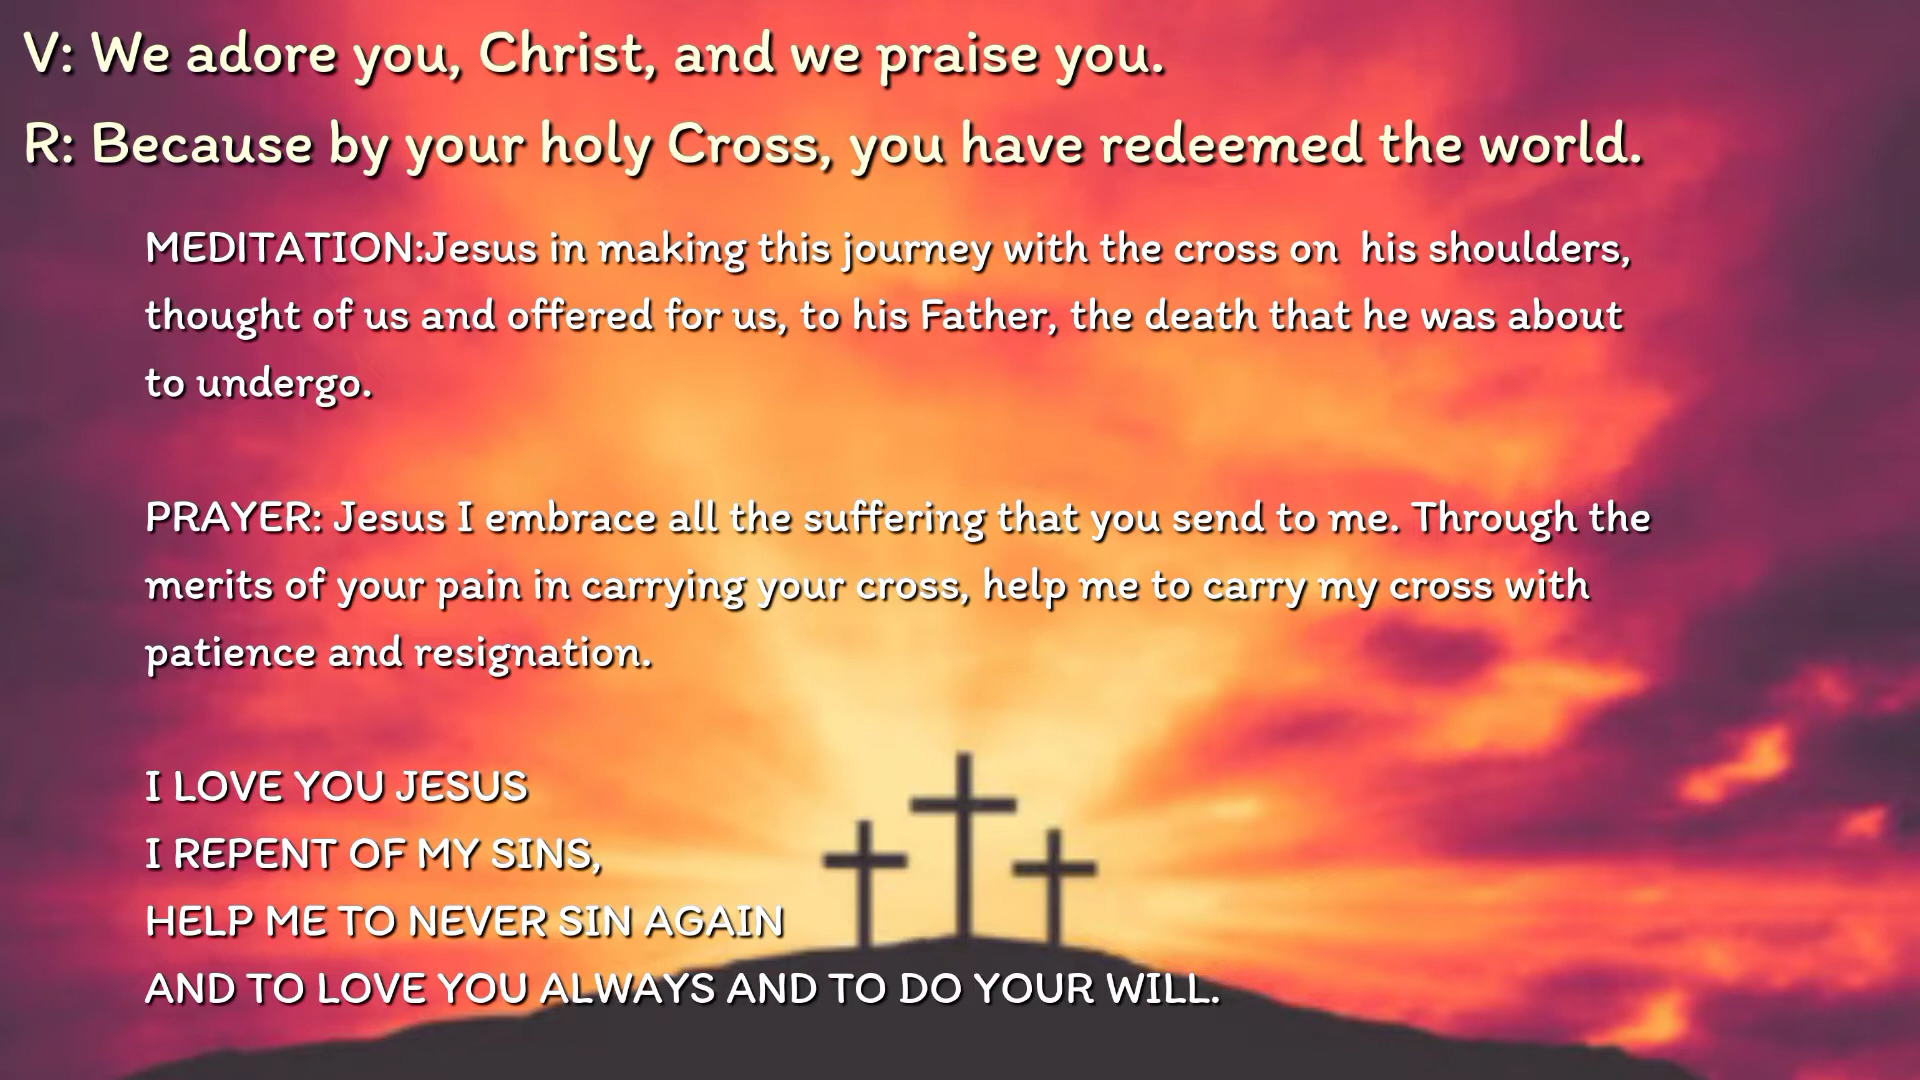 V: We adore you, Christ, and we praise you.
R: Because by your holy Cross, you have redeemed the world.
MEDITATION:Jesus in making this journey with the cross on  his shoulders,
thought of us and offered for us, to his Father, the death that he was about
to undergo.
PRAYER: Jesus I embrace all the suffering that you send to me. Through the
merits of your pain in carrying your cross, help me to carry my cross with
patience and resignation.
I LOVE YOU JESUS
I REPENT OF MY SINS,
HELP ME TO NEVER SIN AGAIN
AND TO LOVE YOU ALWAYS AND TO DO YOUR WILL.